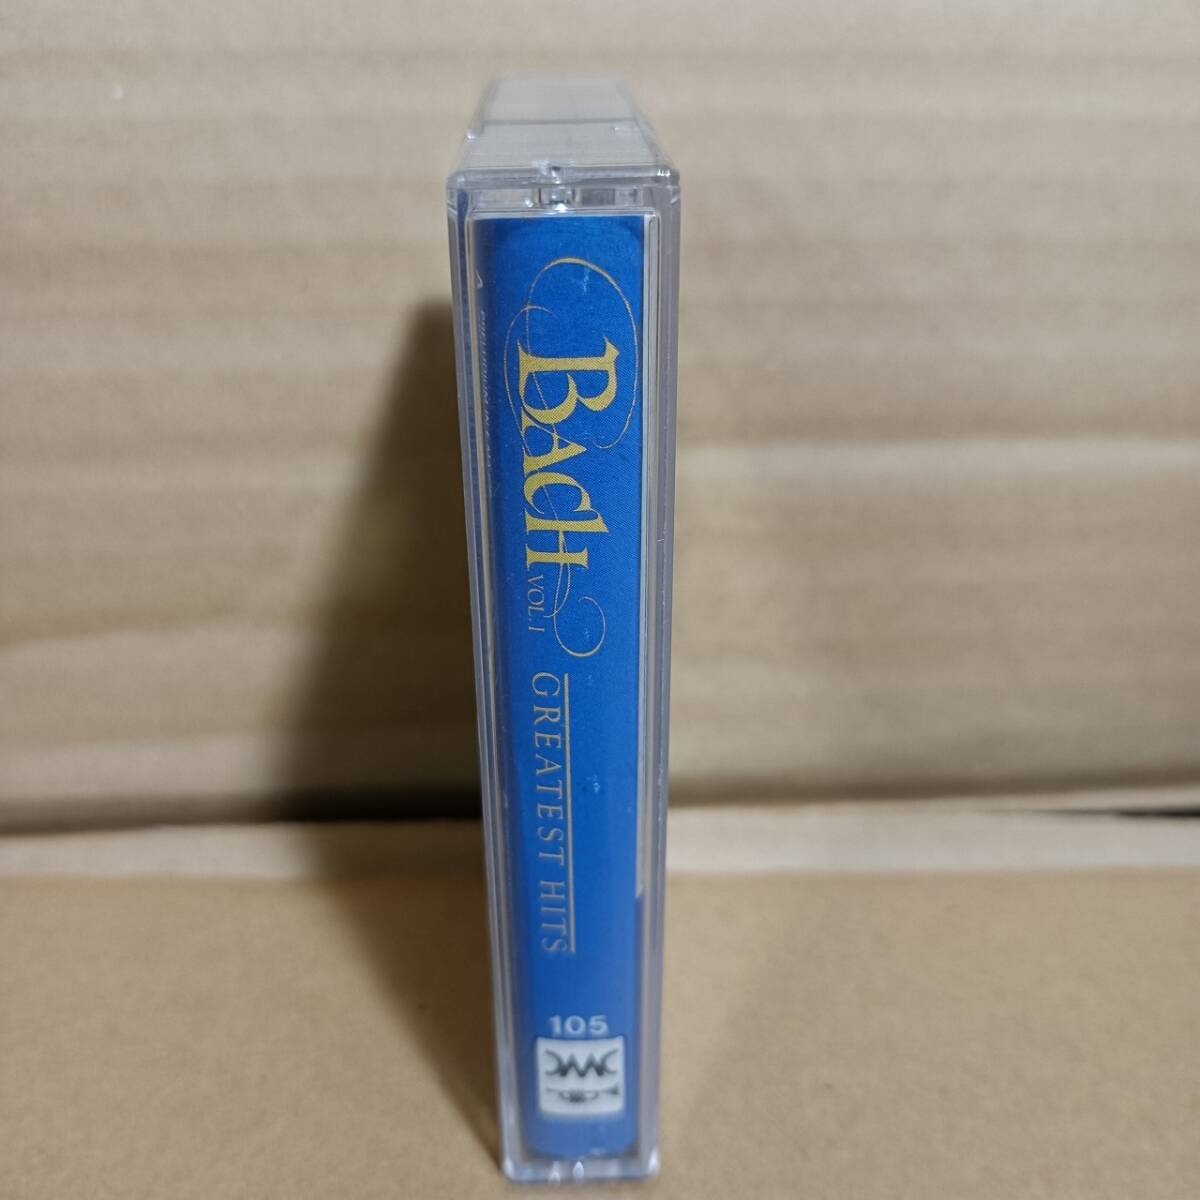 BACH
VOL.1
GREATEST HITS
105